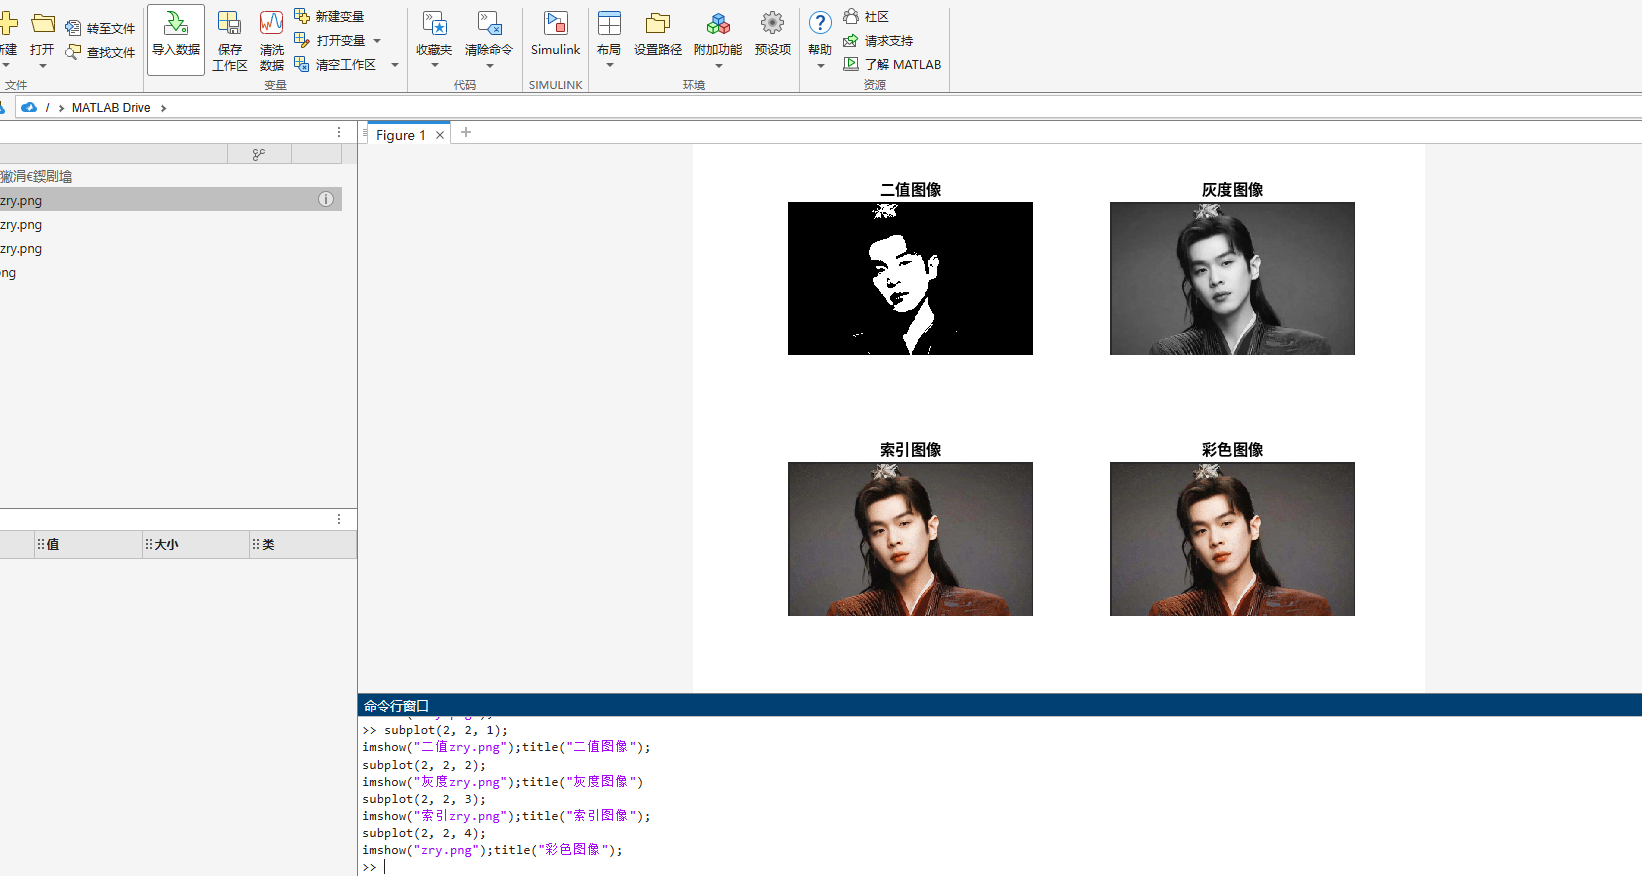 新建
打开
转至文件
查找文件
文件
导入数据
保存
工作区
清洗
数据
新建变量
打开变量
清空工作区
变量
收藏夹
清除命令
代码
Simulink
SIMULINK
布局
设置路径
附加功能
预设项
环境
帮助
社区
请求支持
了解 MATLAB
资源
/ › MATLAB Drive ›
Figure 1 ×  +
zry.png
zry.png
zry.png
png
值 大小 类
二值图像
灰度图像
索引图像
彩色图像
命令行窗口
>> subplot(2, 2, 1);
imshow("二值zry.png");title("二值图像");
subplot(2, 2, 2);
imshow("灰度zry.png");title("灰度图像")
subplot(2, 2, 3);
imshow("索引zry.png");title("索引图像");
subplot(2, 2, 4);
imshow("zry.png");title("彩色图像");
>>